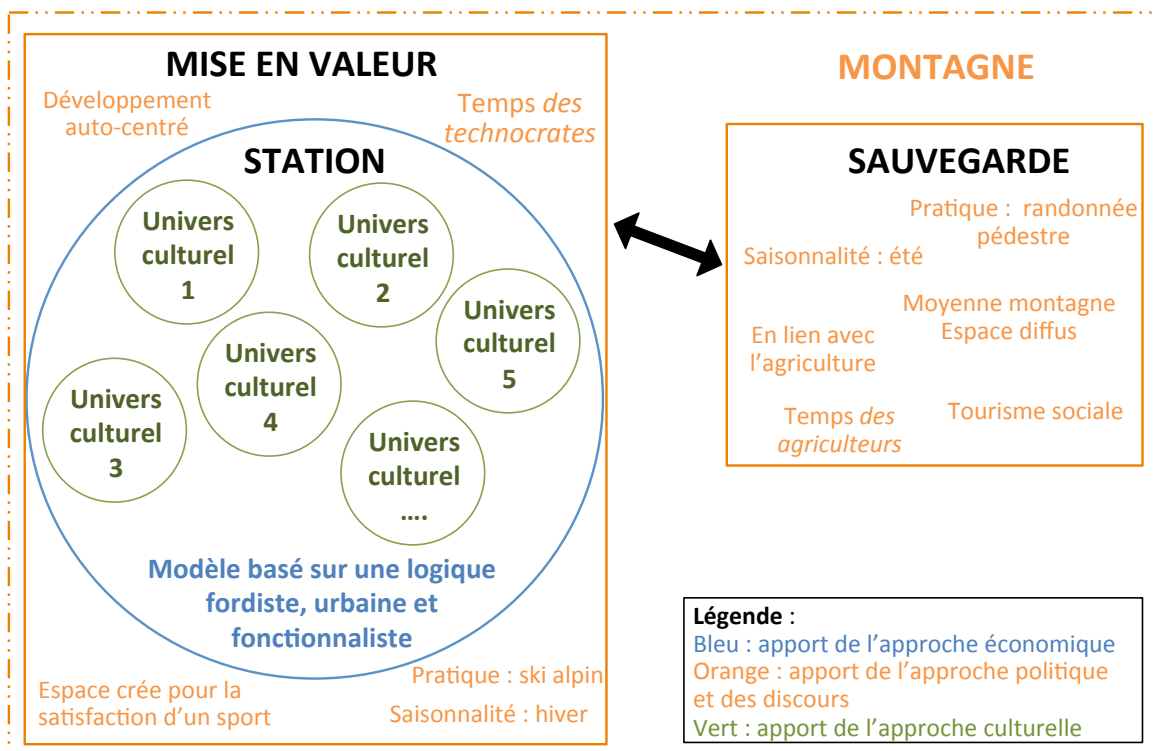 MISE EN VALEUR
Développement
auto-centré
Temps des
technocrates
STATION
Univers
culturel
1
Univers
culturel
2
Univers
culturel
5
Univers
culturel
4
Univers
culturel
3
Univers
culturel
....
Modèle basé sur une logique
fordiste, urbaine et
fonctionnaliste
Espace crée pour la
satisfaction d'un sport
Pratique : ski alpin
Saisonnalité : hiver
MONTAGNE
SAUVEGARDE
Pratique : randonnée
pédestre
Saisonnalité : été
Moyenne montagne
Espace diffus
En lien avec
l'agriculture
Temps des
agriculteurs
Tourisme sociale
Légende :
Bleu : apport de l'approche économique
Orange : apport de l'approche politique
et des discours
Vert : apport de l'approche culturelle